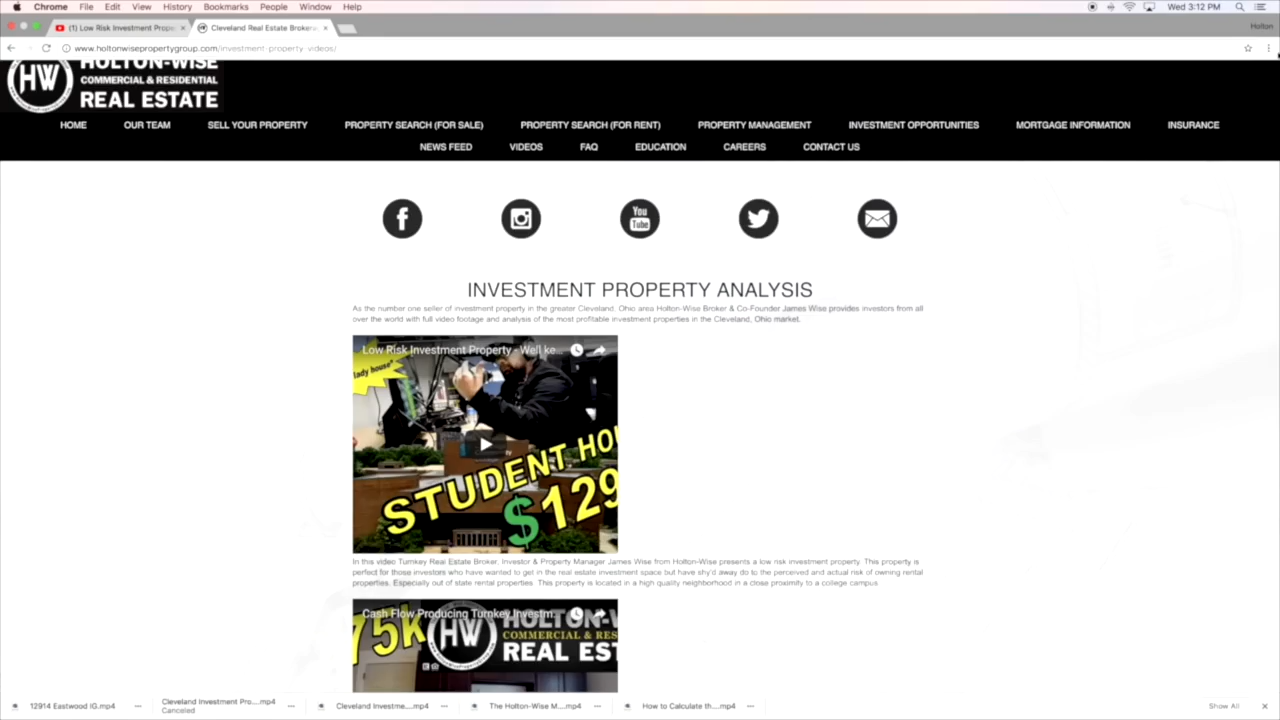 Chrome File Edit View History Bookmarks People Window Help Wed 3:12 PM
(1) Low Risk Investment Prope Cleveland Real Estate Brokera Holton
www.holtonwisepropertygroup.com/investment-property-videos/
HW HOLTON-WISE
COMMERCIAL & RESIDENTIAL
REAL ESTATE
HOME OUR TEAM SELL YOUR PROPERTY PROPERTY SEARCH (FOR SALE) PROPERTY SEARCH (FOR RENT) PROPERTY MANAGEMENT INVESTMENT OPPORTUNITIES MORTGAGE INFORMATION INSURANCE
NEWS FEED VIDEOS FAQ EDUCATION CAREERS CONTACT US
f You Tube
INVESTMENT PROPERTY ANALYSIS
As the number one seller of investment property in the greater Cleveland, Ohio area Holton-Wise Broker & Co-Founder James Wise provides investors from all
over the world with full video footage and analysis of the most profitable investment properties in the Cleveland, Ohio market.
Low Risk Investment Property - Well ke...
lady house"
STUDENT HOU
$129
In this video Turnkey Real Estate Broker, Investor & Property Manager James Wise from Holton-Wise presents a low risk investment property. This property is
perfect for those investors who have wanted to get in the real estate investment space but have shy'd away do to the perceived and actual risk of owning rental
properties. Especially out of state rental properties. This property is located in a high quality neighborhood in a close proximity to a college campus.
Cash Flow Producing Turnkey Investm...
75k HW HOLTON-W
COMMERCIAL & RES
REAL EST
12914 Eastwood IG.mp4 Cleveland Investment Pro....mp4 Cleveland Investme....mp4 The Holton-Wise M....mp4 How to Calculate th....mp4 Show All
Canceled